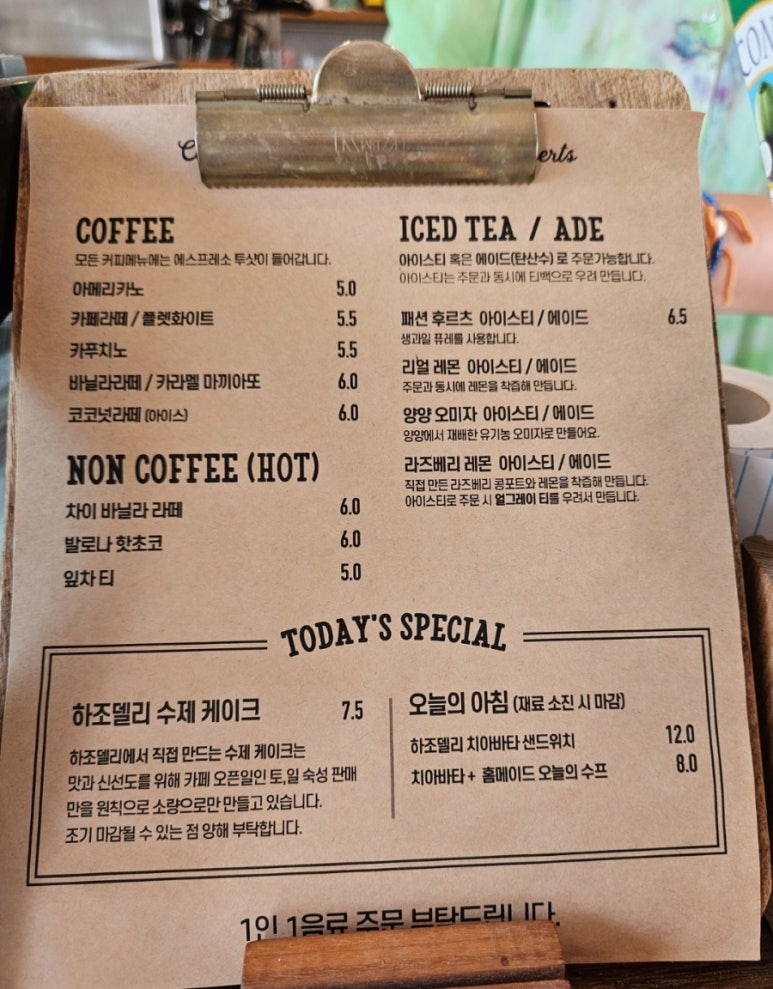 erts
COFFEE
모든 커피메뉴에는 에스프레소 투샷이 들어갑니다.
아메리카노 5.0
카페라떼 / 플랫화이트 5.5
카푸치노 5.5
바닐라라떼 / 카라멜 마끼아또 6.0
코코넛라떼 (아이스) 6.0
NON COFFEE (HOT)
차이 바닐라 라떼 6.0
발로나 핫초코 6.0
잎차 티 5.0
ICED TEA / ADE
아이스티 혹은 에이드(탄산수) 로 주문가능합니다.
아이스티는 주문과 동시에 티백으로 우려 만듭니다.
패션 후르츠 아이스티 / 에이드 6.5
생과일 퓨레를 사용합니다.
리얼 레몬 아이스티 / 에이드
주문과 동시에 레몬을 착즙해 만듭니다.
양양 오미자 아이스티 / 에이드
양양에서 재배한 유기농 오미자로 만들어요.
라즈베리 레몬 아이스티 / 에이드
직접 만든 라즈베리 콩포트와 레몬을 착즙해 만듭니다.
아이스티로 주문 시 얼그레이 티를 우려서 만듭니다.
TODAY'S SPECIAL
하조델리 수제 케이크 7.5
하조델리에서 직접 만드는 수제 케이크는
맛과 신선도를 위해 카페 오픈일인 토,일 숙성 판매
만을 원칙으로 소량으로만 만들고 있습니다.
조기 마감될 수 있는 점 양해 부탁합니다.
오늘의 아침 (재료 소진 시 마감)
하조델리 치아바타 샌드위치 12.0
치아바타 + 홈메이드 오늘의 수프 8.0
1인 1음료 주문 부탁드립니다.